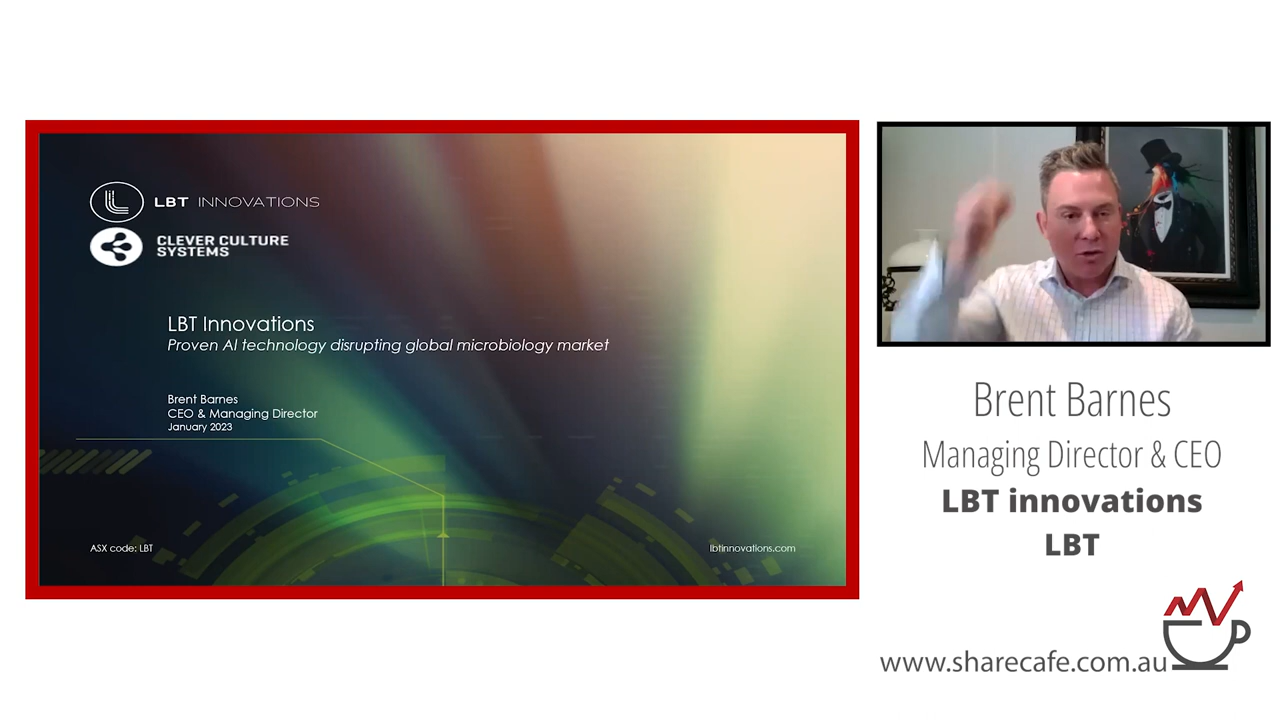 LBT INNOVATIONS
CLEVER CULTURE
SYSTEMS
LBT Innovations
Proven AI technology disrupting global microbiology market
Brent Barnes
CEO & Managing Director
January 2023
ASX code: LBT
lbtinnovations.com
Brent Barnes
Managing Director & CEO
LBT innovations
LBT
www.sharecafe.com.au